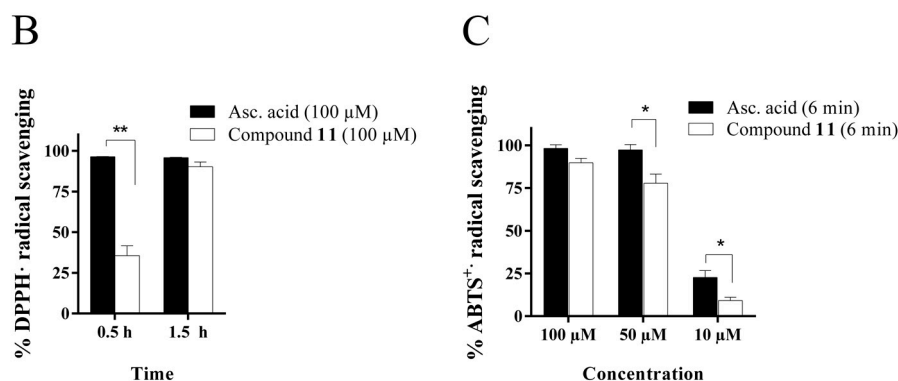 B
% DPPH· radical scavenging
Asc. acid (100 µM)
Compound 11 (100 µM)
**
100
75
50
25
0
0.5 h
1.5 h
Time
C
% ABTS+· radical scavenging
Asc. acid (6 min)
Compound 11 (6 min)
*
*
100
75
50
25
0
100 µM
50 µM
10 µM
Concentration